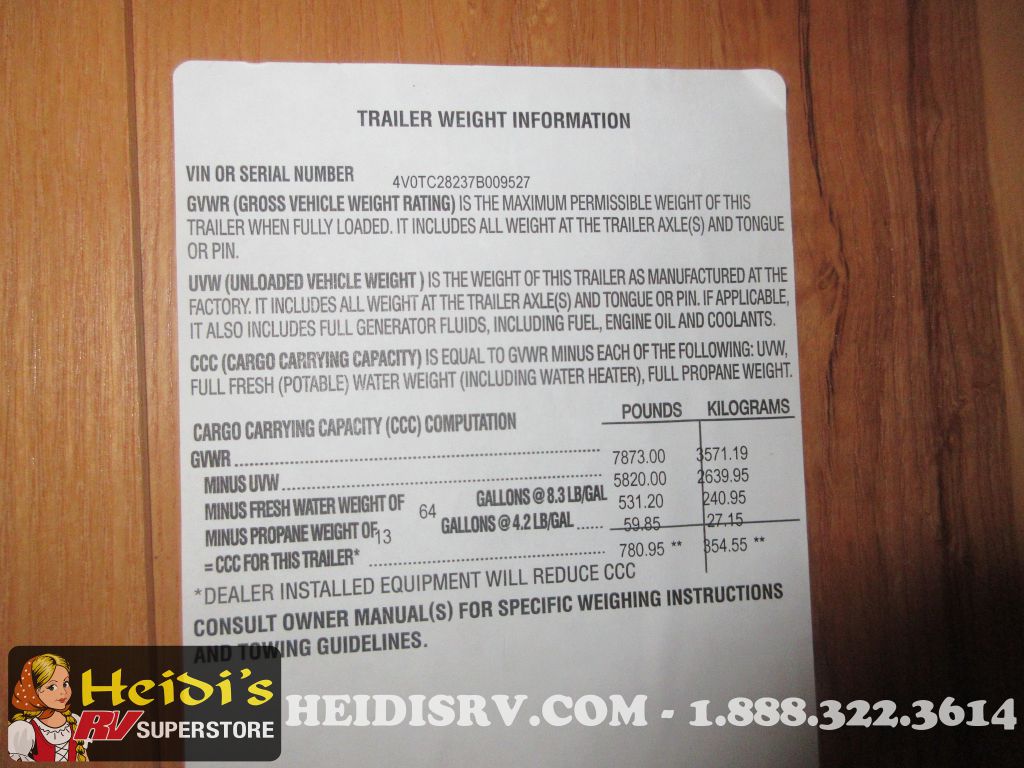 TRAILER WEIGHT INFORMATION
VIN OR SERIAL NUMBER 4V0TC28237B009527
GVWR (GROSS VEHICLE WEIGHT RATING) IS THE MAXIMUM PERMISSIBLE WEIGHT OF THIS
TRAILER WHEN FULLY LOADED. IT INCLUDES ALL WEIGHT AT THE TRAILER AXLE(S) AND TONGUE
OR PIN.
UVW (UNLOADED VEHICLE WEIGHT ) IS THE WEIGHT OF THIS TRAILER AS MANUFACTURED AT THE
FACTORY. IT INCLUDES ALL WEIGHT AT THE TRAILER AXLE(S) AND TONGUE OR PIN. IF APPLICABLE,
IT ALSO INCLUDES FULL GENERATOR FLUIDS, INCLUDING FUEL, ENGINE OIL AND COOLANTS.
CCC (CARGO CARRYING CAPACITY) IS EQUAL TO GVWR MINUS EACH OF THE FOLLOWING: UVW,
FULL FRESH (POTABLE) WATER WEIGHT (INCLUDING WATER HEATER), FULL PROPANE WEIGHT.
POUNDS KILOGRAMS
CARGO CARRYING CAPACITY (CCC) COMPUTATION
GVWR 7873.00 3571.19
MINUS UVW 5820.00 2639.95
MINUS FRESH WATER WEIGHT OF 64 GALLONS @ 8.3 LB/GAL 531.20 240.95
MINUS PROPANE WEIGHT OF 13 GALLONS @ 4.2 LB/GAL 59.85 27.15
= CCC FOR THIS TRAILER* 780.95 ** 354.55 **
*DEALER INSTALLED EQUIPMENT WILL REDUCE CCC
CONSULT OWNER MANUAL(S) FOR SPECIFIC WEIGHING INSTRUCTIONS
AND TOWING GUIDELINES.
Heidi's
RV SUPERSTORE
HEIDISRV.COM - 1.888.322.3614